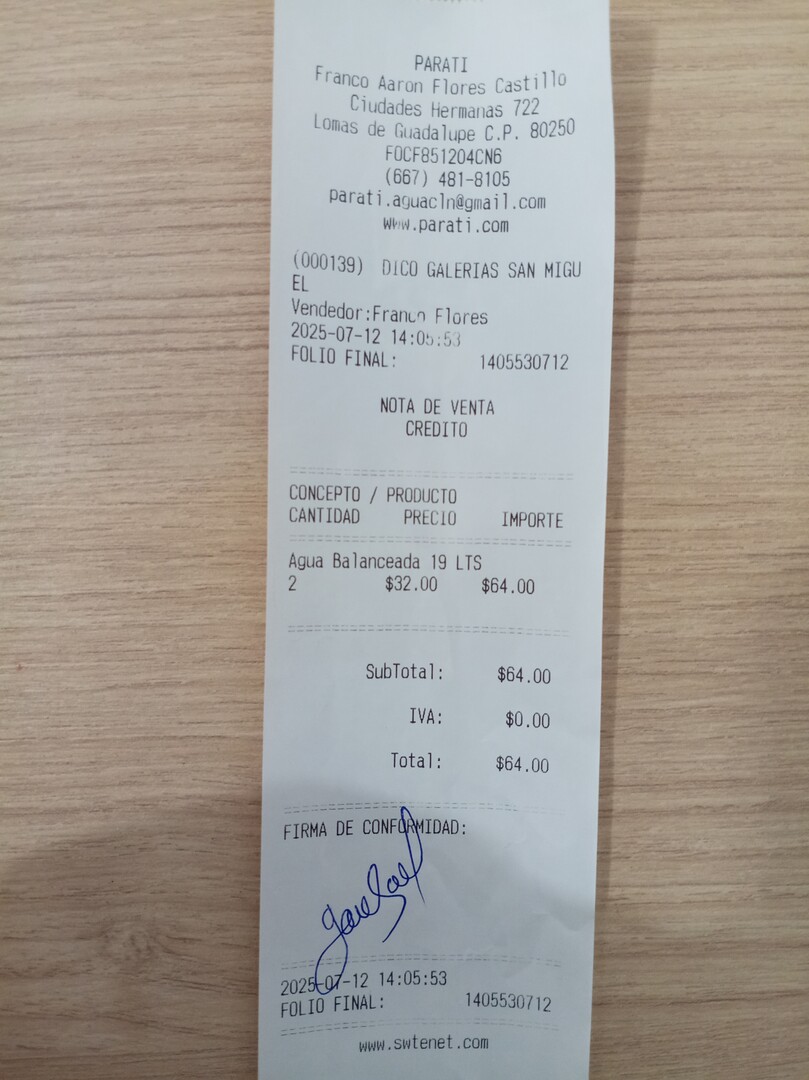 PARATI
Franco Aaron Flores Castillo
Ciudades Hermanas 722
Lomas de Guadalupe C.P. 80250
FOCF851204CN6
(667) 481-8105
parati.aguacln@gmail.com
www.parati.com
(000139) DICO GALERIAS SAN MIGU
EL
Vendedor:Franco Flores
2025-07-12 14:05:53
FOLIO FINAL: 1405530712
NOTA DE VENTA
CREDITO
CONCEPTO / PRODUCTO
CANTIDAD PRECIO IMPORTE
Agua Balanceada 19 LTS
2 $32.00 $64.00
SubTotal: $64.00
IVA: $0.00
Total: $64.00
FIRMA DE CONFORMIDAD:
2025-07-12 14:05:53
FOLIO FINAL: 1405530712
www.swtenet.com